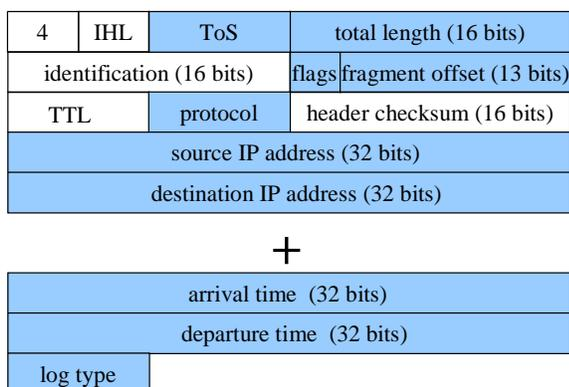 4 IHL ToS total length (16 bits)
identification (16 bits) flags fragment offset (13 bits)
TTL protocol header checksum (16 bits)
source IP address (32 bits)
destination IP address (32 bits)
+
arrival time (32 bits)
departure time (32 bits)
log type